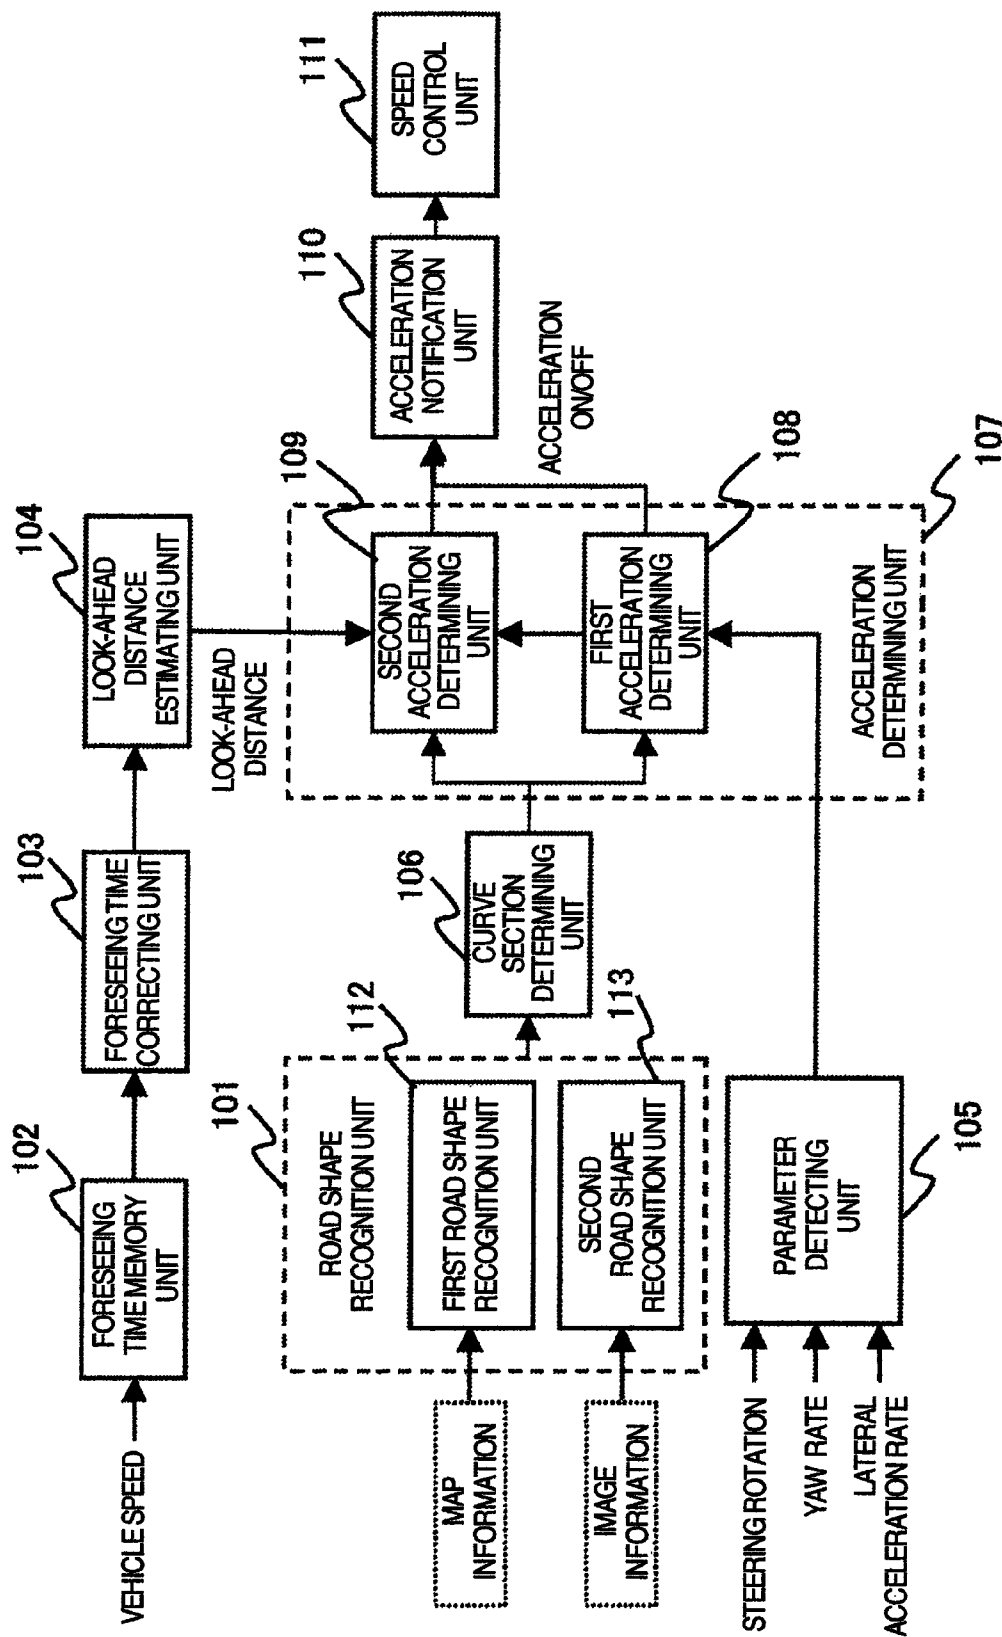 VEHICLE SPEED
102
FORESEEING
TIME MEMORY
UNIT
103
FORESEEING TIME
CORRECTING UNIT
104
LOOK-AHEAD
DISTANCE
ESTIMATING UNIT
LOOK-AHEAD
DISTANCE
MAP
INFORMATION
IMAGE
INFORMATION
101
ROAD SHAPE
RECOGNITION UNIT
112
FIRST ROAD SHAPE
RECOGNITION UNIT
113
SECOND
ROAD SHAPE
RECOGNITION UNIT
106
CURVE
SECTION
DETERMINING
UNIT
109
SECOND
ACCELERATION
DETERMINING
UNIT
108
FIRST
ACCELERATION
DETERMINING
UNIT
107
ACCELERATION
DETERMINING UNIT
ACCELERATION
ON/OFF
110
ACCELERATION
NOTIFICATION
UNIT
111
SPEED
CONTROL
UNIT
STEERING ROTATION
YAW RATE
LATERAL
ACCELERATION RATE
PARAMETER
DETECTING
UNIT
105